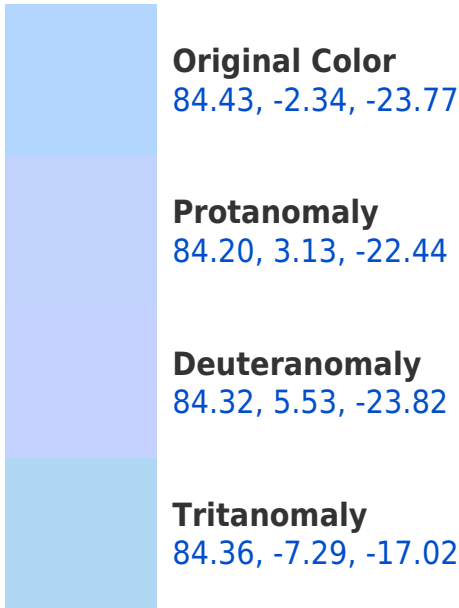 Original Color
84.43, -2.34, -23.77
Protanomaly
84.20, 3.13, -22.44
Deuteranomaly
84.32, 5.53, -23.82
Tritanomaly
84.36, -7.29, -17.02